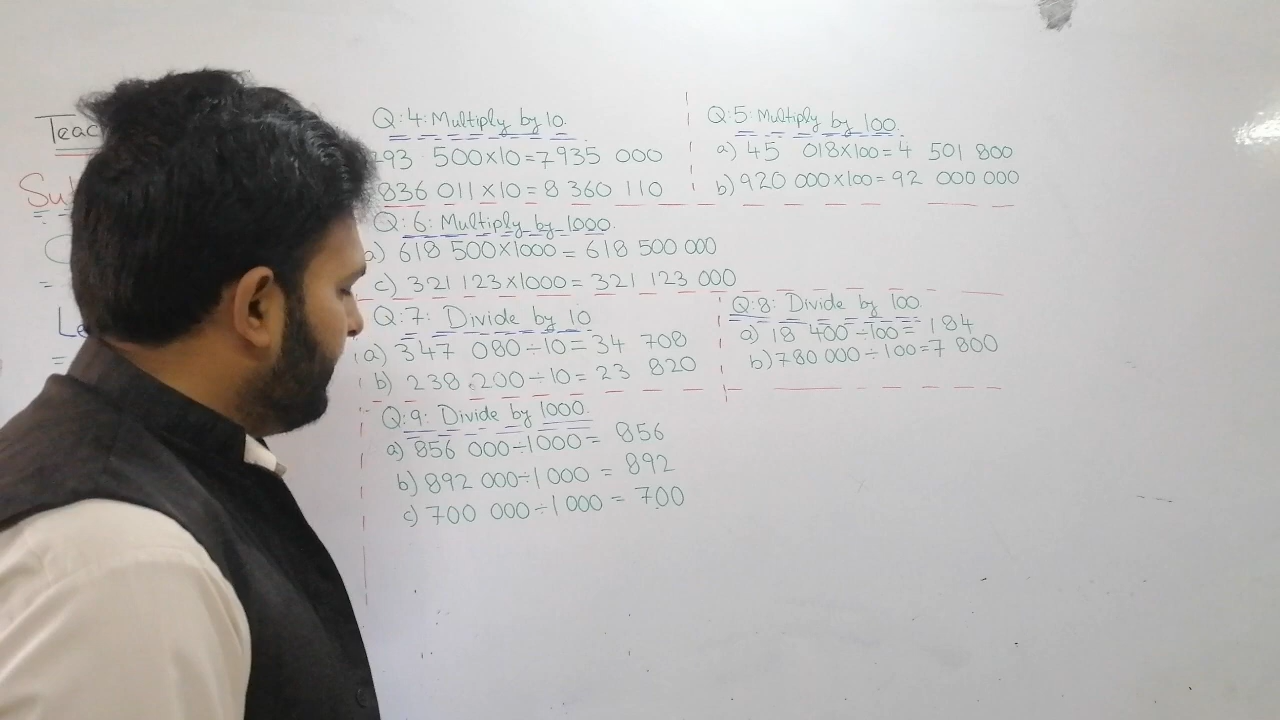 Teac
Su
Le
Q:4: Multiply by 10.
793 500×10=7935 000
836 011×10=8 360 110
Q:5: Multiply by 100.
a) 45 018×100=4 501 800
b) 920 000×100=92 000 000
Q:6: Multiply by 1000.
a) 618 500×1000 = 618 500 000
c) 321 123×1000 = 321 123 000
Q:7: Divide by 10
a) 347 080÷10=34 708
b) 238 200÷10=23 820
Q:8: Divide by 100.
a) 18 400÷100= 184
b) 780 000÷100=7 800
Q:9: Divide by 1000.
a) 856 000÷1000= 856
b) 892 000÷1 000 = 892
c) 700 000÷1 000 = 700